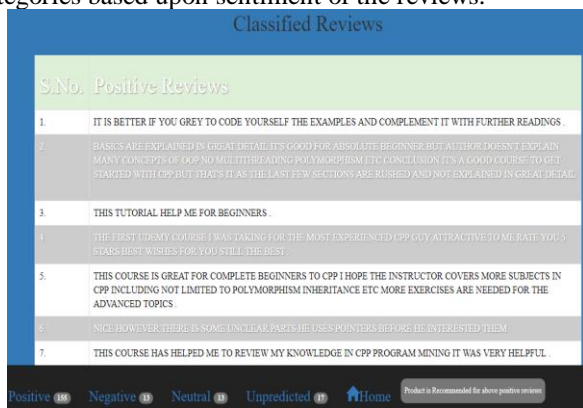 tegories based upon sentiment of the reviews.
Classified Reviews
S.No. Positive Reviews
1. IT IS BETTER IF YOU GREY TO CODE YOURSELF THE EXAMPLES AND COMPLEMENT IT WITH FURTHER READINGS .
2. BASICS ARE EXPLAINED IN GREAT DETAIL IT'S GOOD FOR ABSOLUTE BEGINNER BUT AUTHOR DOESN'T EXPLAIN
MANY CONCEPTS OF OOP NO MULTITHREADING POLYMORPHISM ETC CONCLUSION IT'S A GOOD COURSE TO GET
STARTED WITH CPP BUT THAT'S IT AS THE LAST FEW SECTIONS ARE RUSHED AND NOT EXPLAINED IN GREAT DETAIL
3. THIS TUTORIAL HELP ME FOR BEGINNERS .
4. THE FIRST UDEMY COURSE I WAS TAKING FOR THE MOST EXPERIENCED CPP GUY ATTRACTIVE TO ME RATE YOU 5
STARS BEST WISHES FOR YOU STILL THE BEST .
5. THIS COURSE IS GREAT FOR COMPLETE BEGINNERS TO CPP I HOPE THE INSTRUCTOR COVERS MORE SUBJECTS IN
CPP INCLUDING NOT LIMITED TO POLYMORPHISM INHERITANCE ETC MORE EXERCISES ARE NEEDED FOR THE
ADVANCED TOPICS .
6. NICE HOWEVER THERE IS SOME UNCLEAR PARTS HE USES POINTERS BEFORE HE INTERESTED THEM
7. THIS COURSE HAS HELPED ME TO REVIEW MY KNOWLEDGE IN CPP PROGRAM MINING IT WAS VERY HELPFUL .
Positive 155 Negative 13 Neutral 13 Unpredicted 17 Home Product is Recommended for above positive reviews